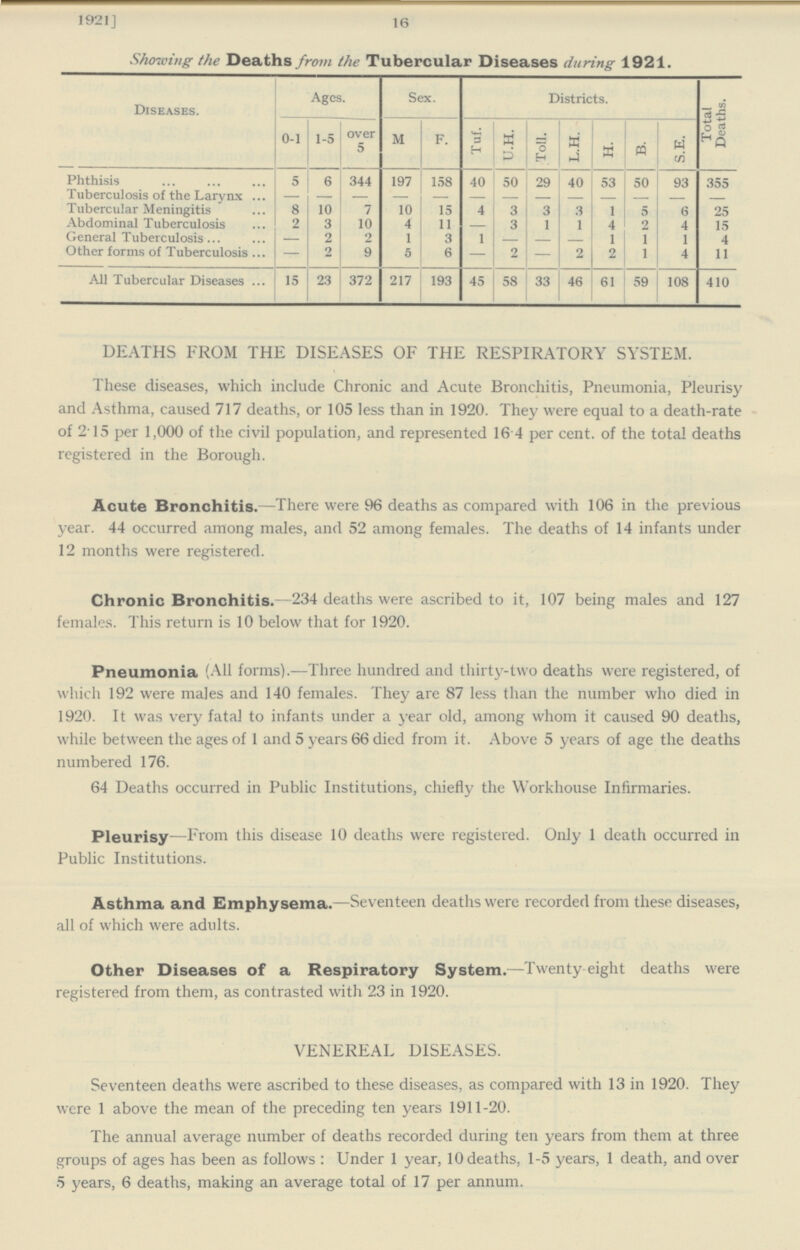 1921]
16
Showing the Deaths from the Tubercular Diseases during 1921.
DISEASES. Ages. Sex. Districts. Total Deaths.
0-1 1-5 over 5 M F. Tuf. U.H. Toll. L.H. H. B. S.E.
Phthisis ... ... ... 5 6 344 197 158 40 50 29 40 53 50 93 355
Tuberculosis of the Larynx ... — — — — — — — — — — — — —
Tubercular Meningitis ... 8 10 7 10 15 4 3 3 3 1 5 6 25
Abdominal Tuberculosis ... 2 3 10 4 11 — 3 1 1 4 2 4 15
General Tuberculosis ... ... — 2 2 1 3 1 — — — 1 1 1 4
Other forms of Tuberculosis ... — 2 9 5 6 — 2 — 2 2 1 4 11
All Tubercular Diseases ... 15 23 372 217 193 45 58 33 46 61 59 108 410
DEATHS FROM THE DISEASES OF THE RESPIRATORY SYSTEM.
These diseases, which include Chronic and Acute Bronchitis, Pneumonia, Pleurisy
and Asthma, caused 717 deaths, or 105 less than in 1920. They were equal to a death-rate
of 2·15 per 1,000 of the civil population, and represented 16·4 per cent. of the total deaths
registered in the Borough.
Acute Bronchitis.—There were 96 deaths as compared with 106 in the previous
year. 44 occurred among males, and 52 among females. The deaths of 14 infants under
12 months were registered.
Chronic Bronchitis.—234 deaths were ascribed to it, 107 being males and 127
females. This return is 10 below that for 1920.
Pneumonia (All forms).—Three hundred and thirty-two deaths were registered, of
which 192 were males and 140 females. They are 87 less than the number who died in
1920. It was very fatal to infants under a year old, among whom it caused 90 deaths,
while between the ages of 1 and 5 years 66 died from it. Above 5 years of age the deaths
numbered 176.
64 Deaths occurred in Public Institutions, chiefly the Workhouse Infirmaries.
Pleurisy—From this disease 10 deaths were registered. Only 1 death occurred in
Public Institutions.
Asthma and Emphysema.—Seventeen deaths were recorded from these diseases,
all of which were adults.
Other Diseases of a Respiratory System.—Twenty-eight deaths were
registered from them, as contrasted with 23 in 1920.
VENEREAL DISEASES.
Seventeen deaths were ascribed to these diseases, as compared with 13 in 1920. They
were 1 above the mean of the preceding ten years 1911-20.
The annual average number of deaths recorded during ten years from them at three
groups of ages has been as follows : Under 1 year, 10 deaths, 1-5 years, 1 death, and over
5 years, 6 deaths, making an average total of 17 per annum.